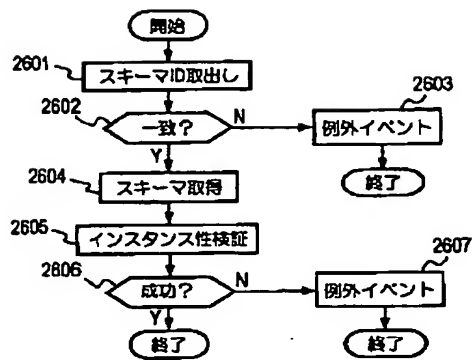 開始
2601
スキーマID取出し
2602
一致？
N
2603
例外イベント
終了
Y
2604
スキーマ取得
2605
インスタンス性検証
2606
成功？
N
2607
例外イベント
終了
Y
終了